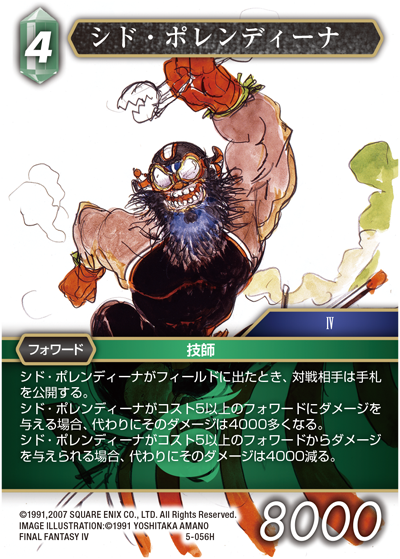 4
シド・ポレンディーナ
IV
フォワード
技師
シド・ポレンディーナがフィールドに出たとき、対戦相手は手札
を公開する。
シド・ポレンディーナがコスト5以上のフォワードにダメージを
与える場合、代わりにそのダメージは4000多くなる。
シド・ポレンディーナがコスト5以上のフォワードからダメージ
を与えられる場合、代わりにそのダメージは4000減る。
©1991,2007 SQUARE ENIX CO., LTD. All Rights Reserved.
IMAGE ILLUSTRATION:©1991 YOSHITAKA AMANO
FINAL FANTASY IV
5-056H
8000